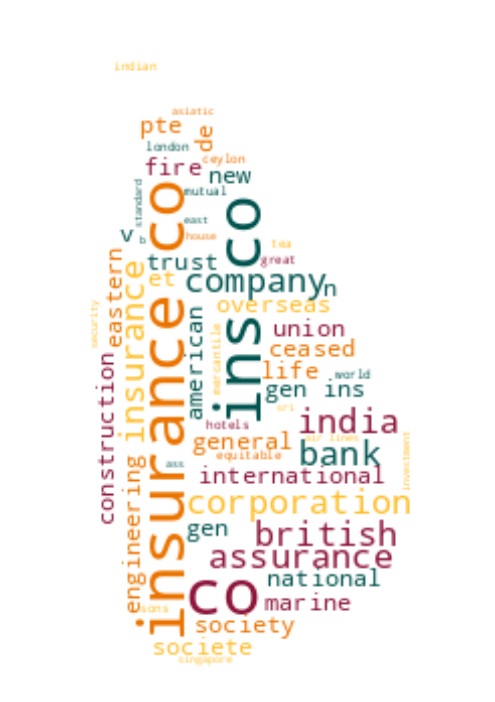 indian
asiatic
pte
de
london
ceylon
fire
new
standard
mutual
insurance co
ins co
east
v
b
house
tea
trust
great
eastern
et
company
n
insurance
overseas
security
american
mercantile
union
ceased
life
world
gen ins
construction
sri
india
hotels
general
air lines
bank
equitable
investment
ass
international
engineering
corporation
gen
british
assurance
national
co
marine
sons
society
societe
singapore